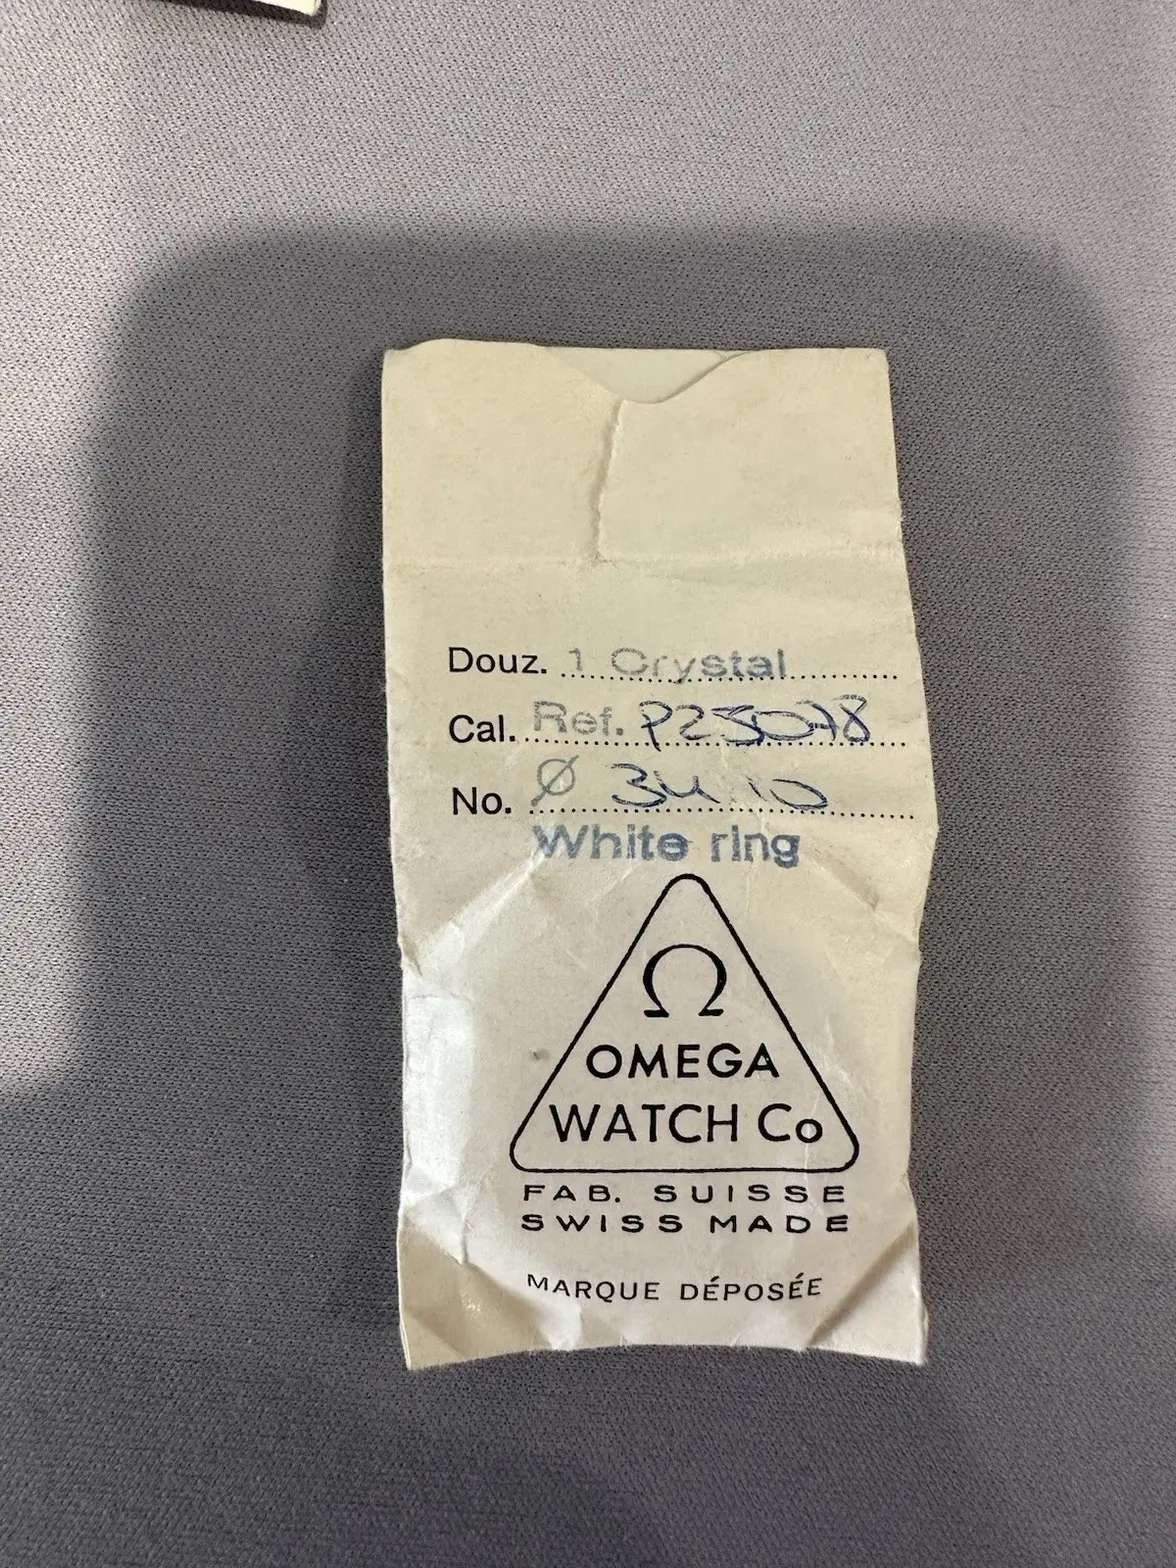 Douz. 1 Crystal
Cal. Ref.
No. Ø 34 10
White ring
Ω
OMEGA
WATCH Co
FAB. SUISSE
SWISS MADE
MARQUE DÉPOSÉE